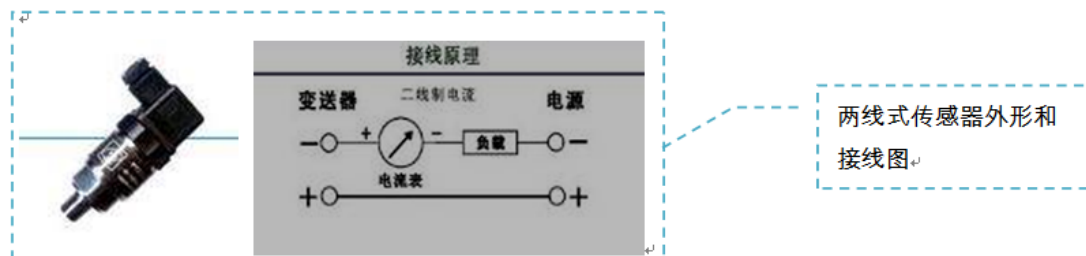 接线原理
变送器
二线制电流
电源
－
+
－
负载
－
电流表
+
+
两线式传感器外形和
接线图